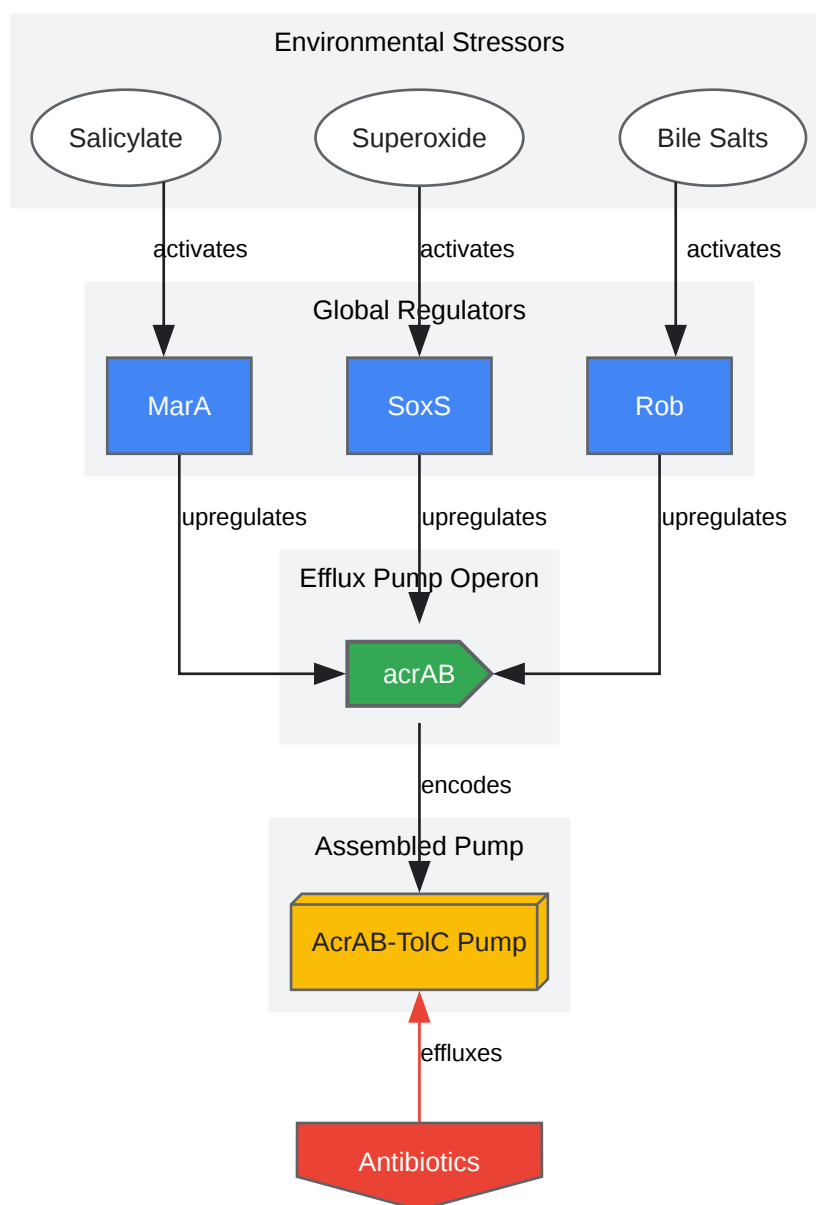 Environmental Stressors
Salicylate
Superoxide
Bile Salts
activates
activates
activates
Global Regulators
MarA
SoxS
Rob
upregulates
upregulates
upregulates
Efflux Pump Operon
acrAB
encodes
Assembled Pump
AcrAB-TolC Pump
effluxes
Antibiotics